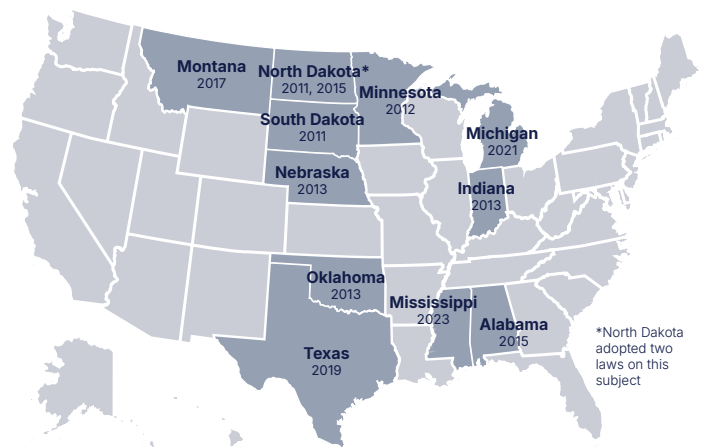 Montana
2017
North Dakota*
2011, 2015
Minnesota
2012
South Dakota
2011
Michigan
2021
Nebraska
2013
Indiana
2013
Oklahoma
2013
Mississippi
2023
Alabama
2015
Texas
2019
*North Dakota
adopted two
laws on this
subject